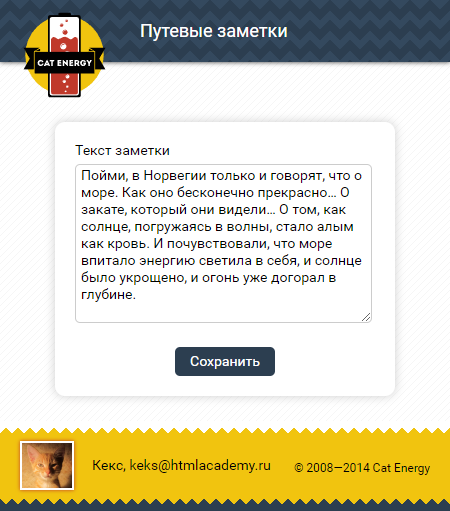 Путевые заметки
CAT ENERGY
Текст заметки
Пойми, в Норвегии только и говорят, что о
море. Как оно бесконечно прекрасно… О
закате, который они видели… О том, как
солнце, погружаясь в волны, стало алым
как кровь. И почувствовали, что море
впитало энергию светила в себя, и солнце
было укрощено, и огонь уже догорал в
глубине.
Сохранить
Кекс, keks@htmlacademy.ru
© 2008—2014 Cat Energy